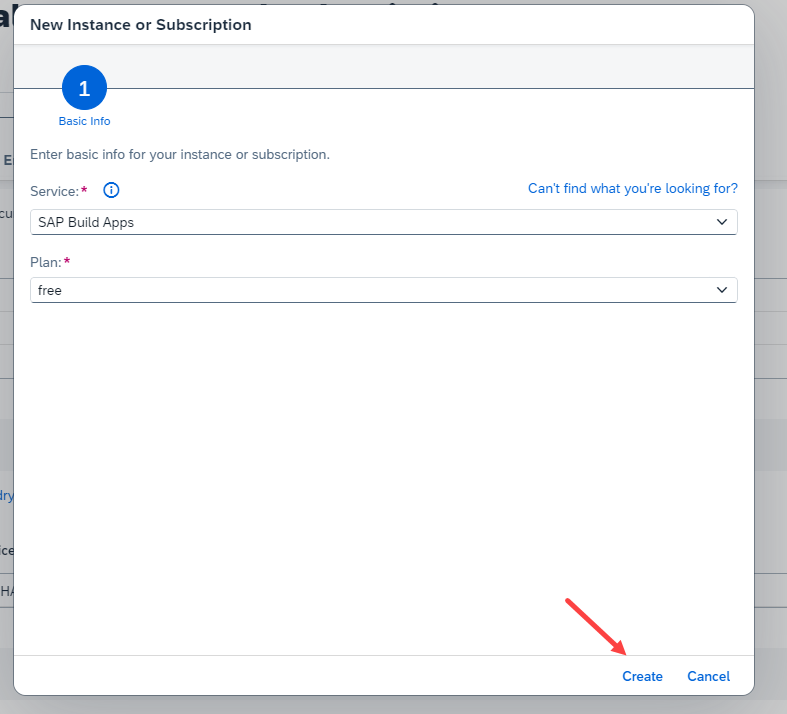 New Instance or Subscription
1
Basic Info
Enter basic info for your instance or subscription.
Service:*
Can't find what you're looking for?
SAP Build Apps
Plan:*
free
Create
Cancel